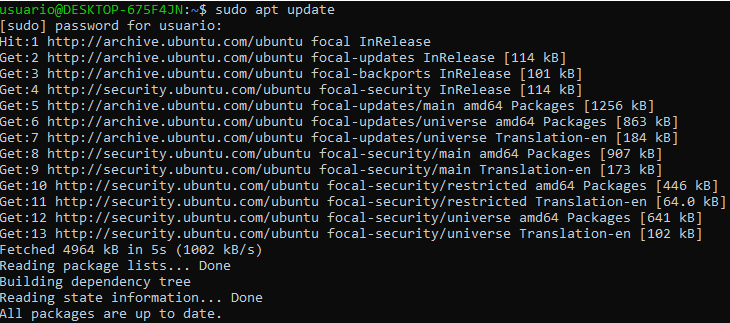 usuario@DESKTOP-675F4JN:~$ sudo apt update
[sudo] password for usuario:
Hit:1 http://archive.ubuntu.com/ubuntu focal InRelease
Get:2 http://archive.ubuntu.com/ubuntu focal-updates InRelease [114 kB]
Get:3 http://archive.ubuntu.com/ubuntu focal-backports InRelease [101 kB]
Get:4 http://security.ubuntu.com/ubuntu focal-security InRelease [114 kB]
Get:5 http://archive.ubuntu.com/ubuntu focal-updates/main amd64 Packages [1256 kB]
Get:6 http://archive.ubuntu.com/ubuntu focal-updates/universe amd64 Packages [863 kB]
Get:7 http://archive.ubuntu.com/ubuntu focal-updates/universe Translation-en [184 kB]
Get:8 http://security.ubuntu.com/ubuntu focal-security/main amd64 Packages [907 kB]
Get:9 http://security.ubuntu.com/ubuntu focal-security/main Translation-en [173 kB]
Get:10 http://security.ubuntu.com/ubuntu focal-security/restricted amd64 Packages [446 kB]
Get:11 http://security.ubuntu.com/ubuntu focal-security/restricted Translation-en [64.0 kB]
Get:12 http://security.ubuntu.com/ubuntu focal-security/universe amd64 Packages [641 kB]
Get:13 http://security.ubuntu.com/ubuntu focal-security/universe Translation-en [102 kB]
Fetched 4964 kB in 5s (1002 kB/s)
Reading package lists... Done
Building dependency tree
Reading state information... Done
All packages are up to date.